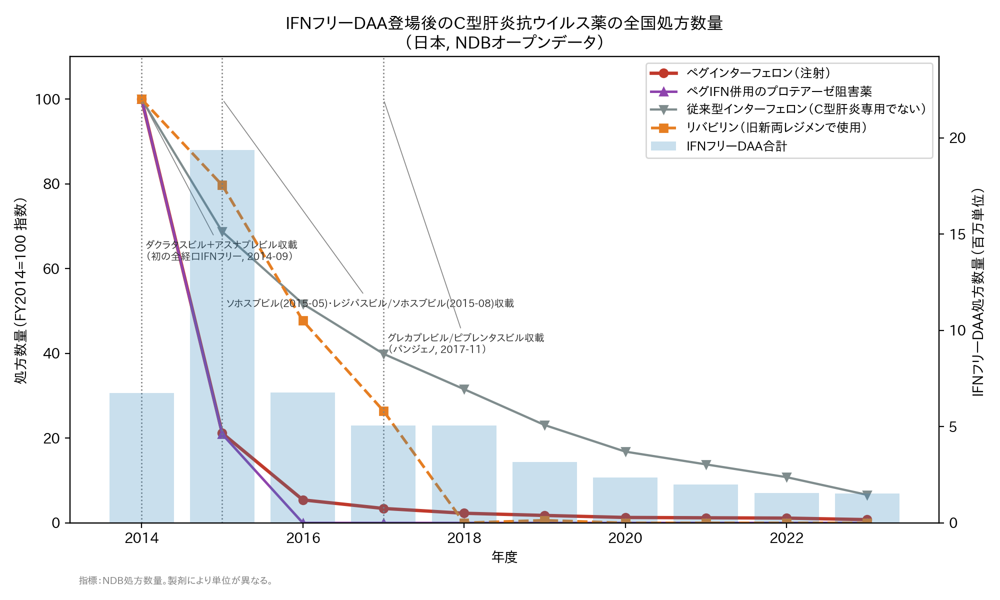 IFNフリーDAA登場後のC型肝炎抗ウイルス薬の全国処方数量
（日本, NDBオープンデータ）
処方数量（FY2014=100 指数）
100
80
60
40
20
0
ペグインターフェロン（注射）
ペグIFN併用のプロテアーゼ阻害薬
従来型インターフェロン（C型肝炎専用でない）
リバビリン（旧新両レジメンで使用）
IFNフリーDAA合計
ダクラタスビル＋アスナプレビル収載
（初の全経口IFNフリー, 2014-09）
ソホスブビル(2015-05)・レジパスビル/ソホスブビル(2015-08)収載
グレカプレビル/ピブレンタスビル収載
（パンジェノ, 2017-11）
20
15
10
5
0
IFNフリーDAA処方数量（百万単位）
2014
2016
2018
2020
2022
年度
指標：NDB処方数量。製剤により単位が異なる。